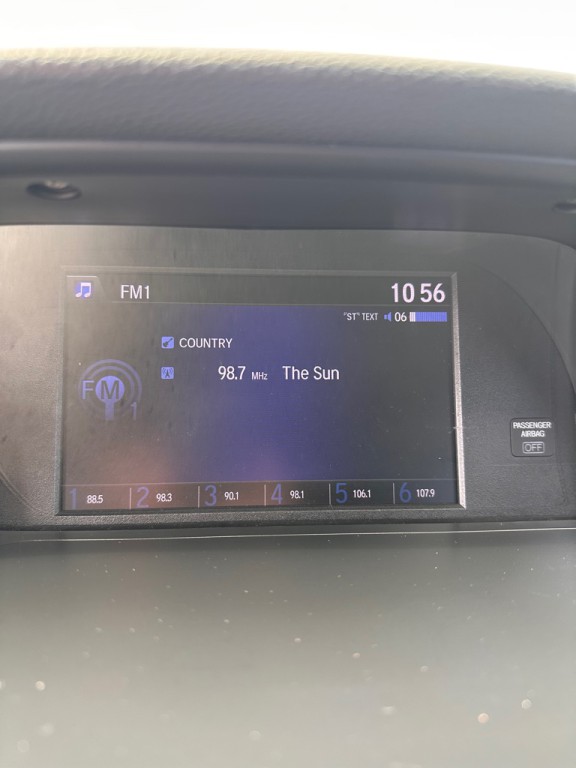 FM1
10 56
"ST" TEXT 06
COUNTRY
98.7 MHz The Sun
FM 1
1 88.5 2 98.3 3 90.1 4 98.1 5 106.1 6 107.9
PASSENGER
AIRBAG
OFF